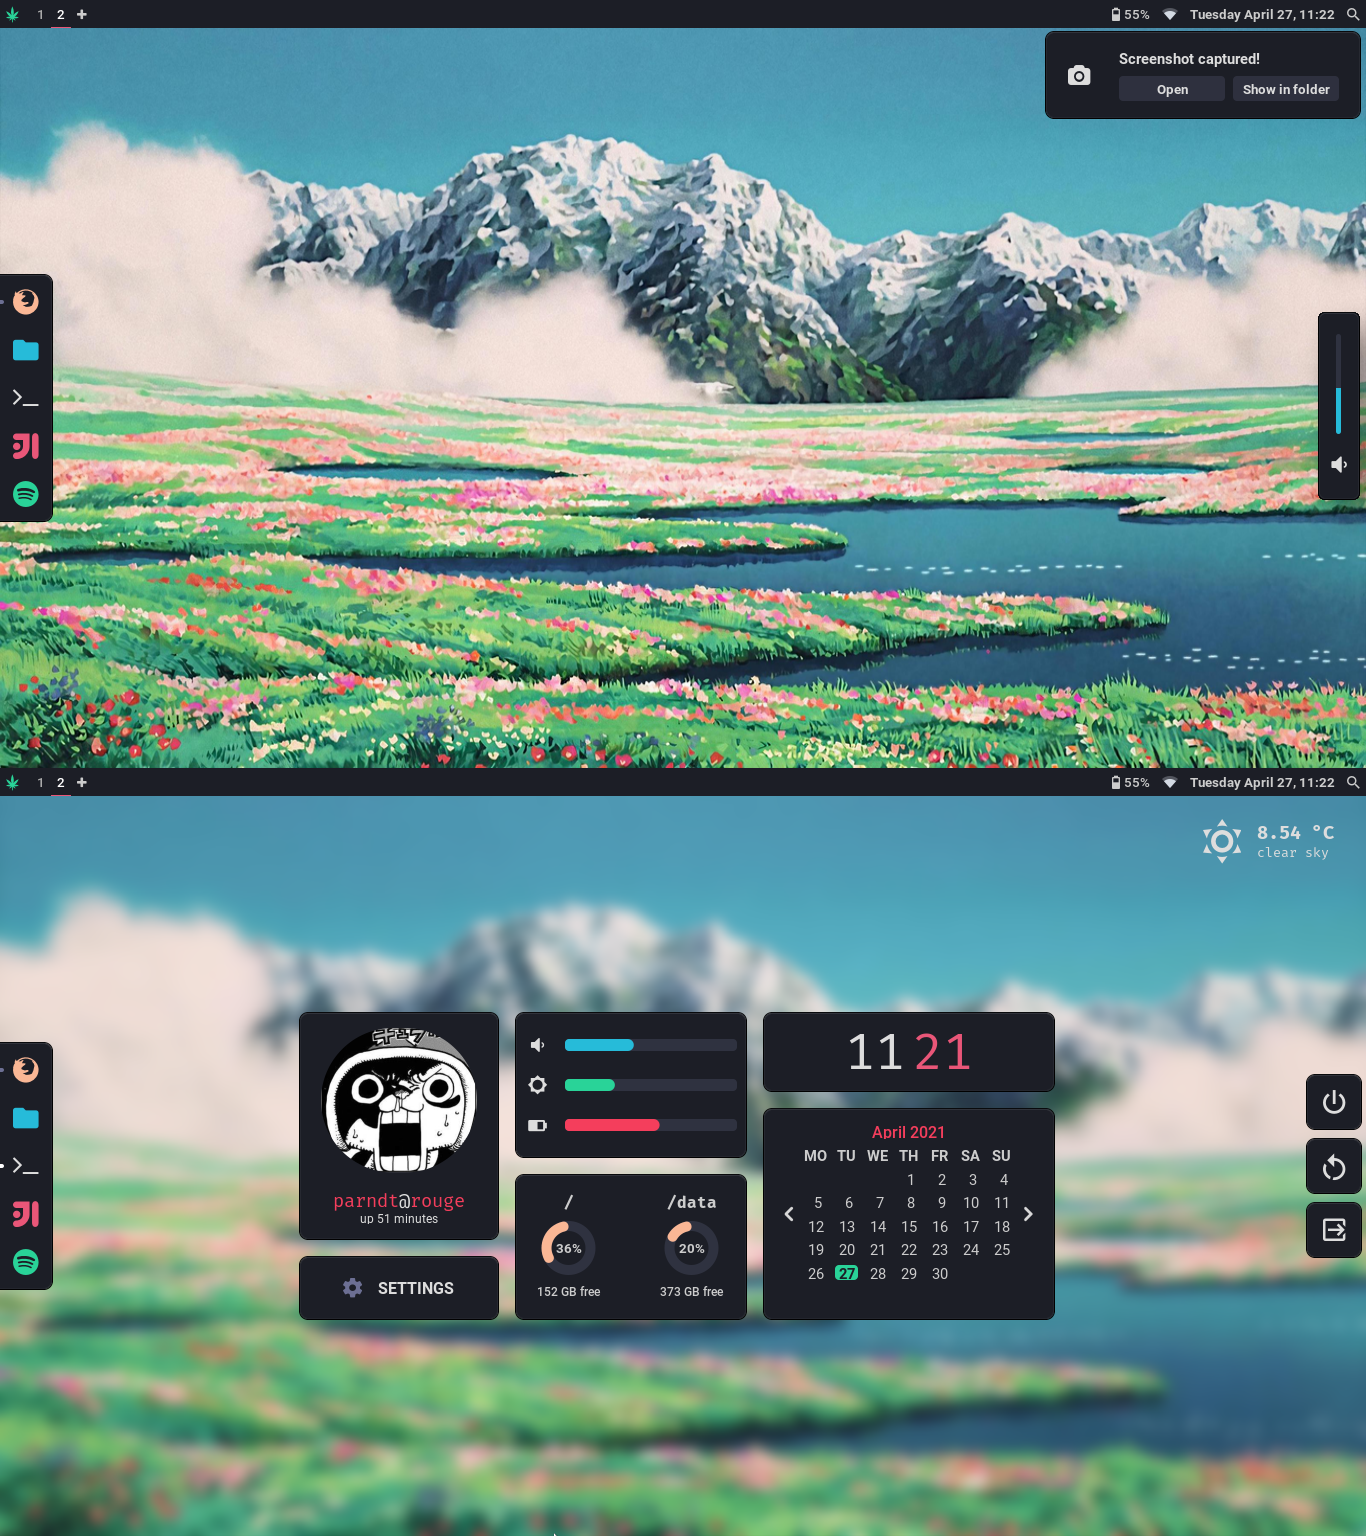 1 2 +
55% Tuesday April 27, 11:22
Screenshot captured!
Open Show in folder
1 2 +
55% Tuesday April 27, 11:22
8.54 °C
clear sky
parndt@rouge
up 51 minutes
SETTINGS
/ /data
36% 20%
152 GB free 373 GB free
11 21
April 2021
MO TU WE TH FR SA SU
1 2 3 4
5 6 7 8 9 10 11
12 13 14 15 16 17 18
19 20 21 22 23 24 25
26 27 28 29 30